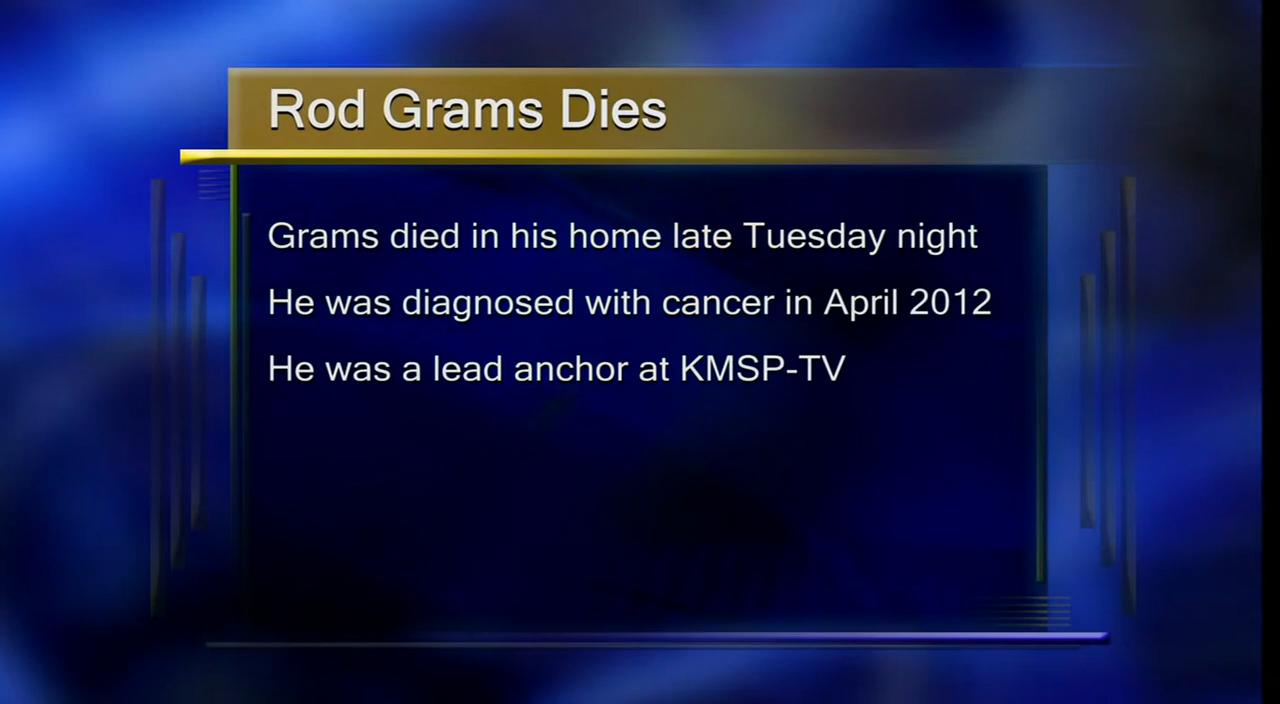 Rod Grams Dies
Grams died in his home late Tuesday night
He was diagnosed with cancer in April 2012
He was a lead anchor at KMSP-TV